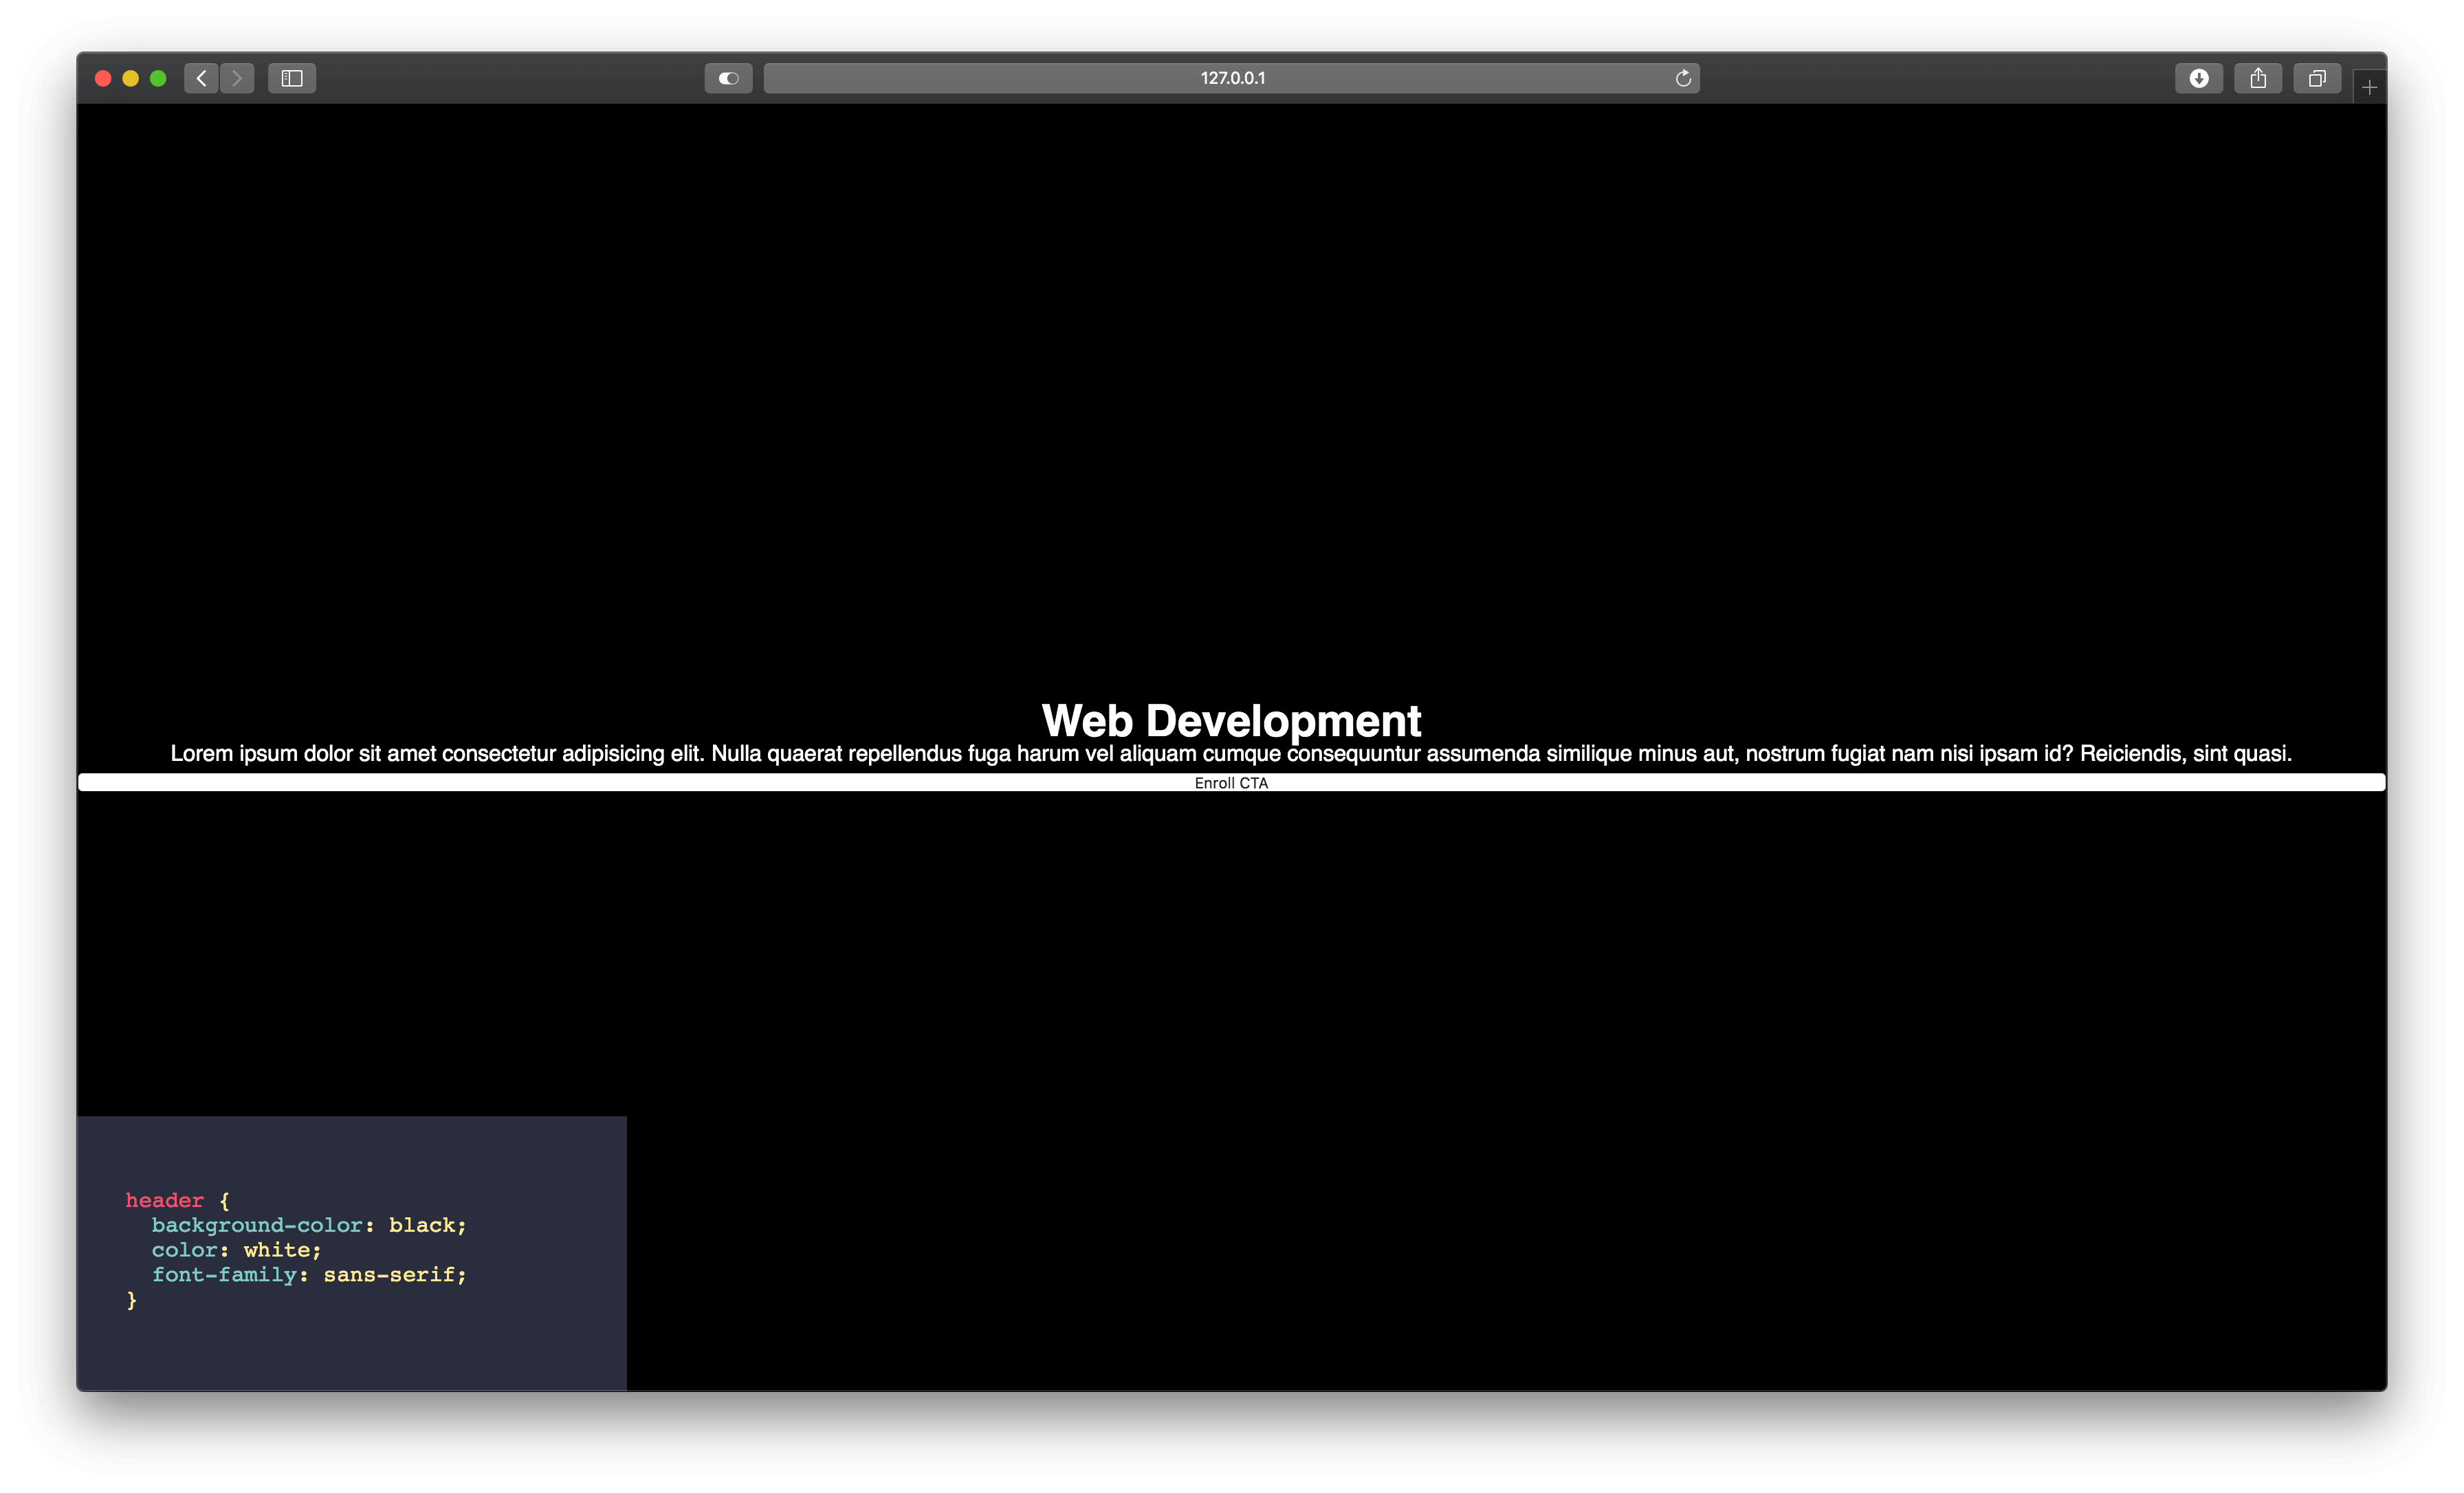 127.0.0.1
Web Development
Lorem ipsum dolor sit amet consectetur adipisicing elit. Nulla quaerat repellendus fuga harum vel aliquam cumque consequuntur assumenda similique minus aut, nostrum fugiat nam nisi ipsam id? Reiciendis, sint quasi.
Enroll CTA
header {
  background-color: black;
  color: white;
  font-family: sans-serif;
}